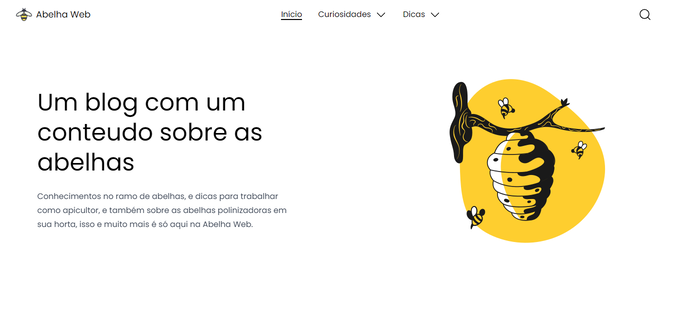 Abelha Web
Início
Curiosidades
Dicas
Um blog com um
conteudo sobre as
abelhas
Conhecimentos no ramo de abelhas, e dicas para trabalhar
como apicultor, e também sobre as abelhas polinizadoras em
sua horta, isso e muito mais é só aqui na Abelha Web.